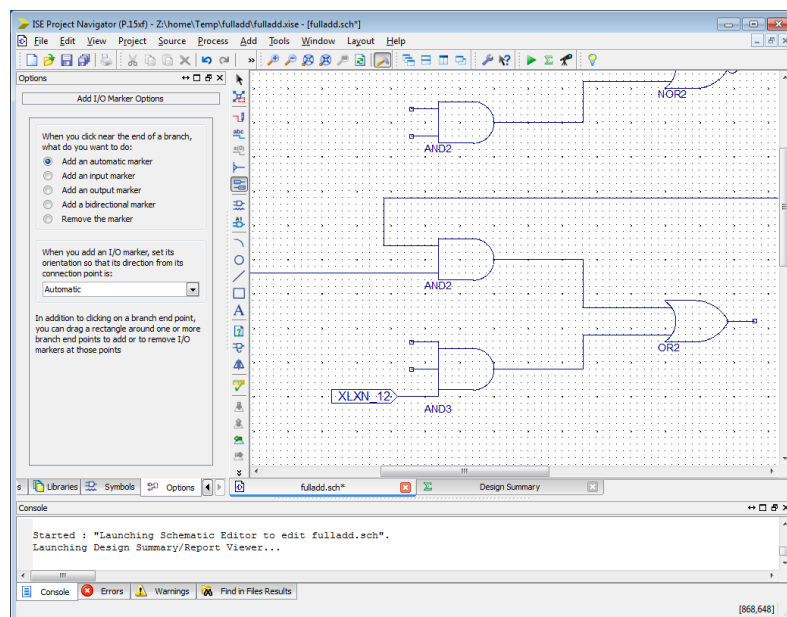 ISE Project Navigator (P.15xf) - Z:\home\Temp\fulladd\fulladd.xise - [fulladd.sch*]
File Edit View Project Source Process Add Tools Window Layout Help
Options
Add I/O Marker Options
When you click near the end of a branch,
what do you want to do:
Add an automatic marker
Add an input marker
Add an output marker
Add a bidirectional marker
Remove the marker
When you add an I/O marker, set its
orientation so that its direction from its
connection point is:
Automatic
In addition to clicking on a branch end point,
you can drag a rectangle around one or more
branch end points to add or to remove I/O
markers at those points
abc
A1
A
NOR2
AND2
AND2
OR2
XLXN_12
AND3
s Libraries Symbols Options
fulladd.sch*
Design Summary
Console
Started : "Launching Schematic Editor to edit fulladd.sch".
Launching Design Summary/Report Viewer...
Console Errors Warnings Find in Files Results
[868,648]